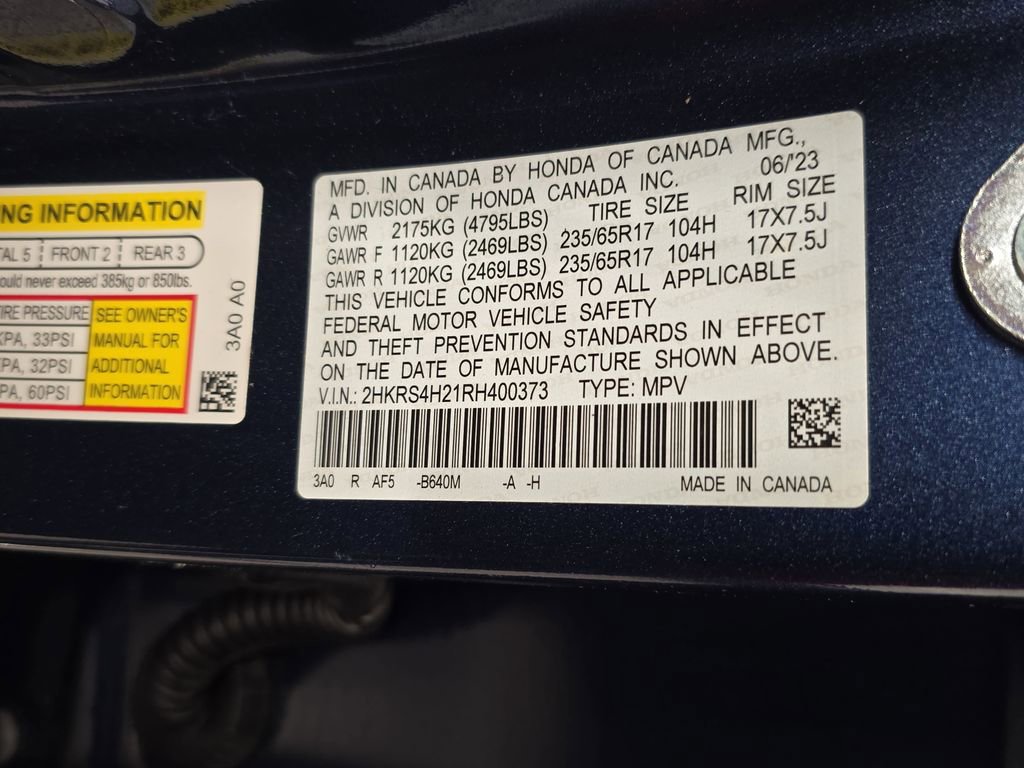 NG INFORMATION
TAL 5 FRONT 2 REAR 3
ould never exceed 385kg or 850lbs.
IRE PRESSURE
KPA, 33PSI
KPA, 32PSI
KPA, 60PSI
SEE OWNER'S
MANUAL FOR
ADDITIONAL
INFORMATION
3A0 A0
MFD. IN CANADA BY HONDA OF CANADA MFG.,
A DIVISION OF HONDA CANADA INC. 06/'23
GVWR 2175KG (4795LBS) TIRE SIZE RIM SIZE
GAWR F 1120KG (2469LBS) 235/65R17 104H 17X7.5J
GAWR R 1120KG (2469LBS) 235/65R17 104H 17X7.5J
THIS VEHICLE CONFORMS TO ALL APPLICABLE
FEDERAL MOTOR VEHICLE SAFETY
AND THEFT PREVENTION STANDARDS IN EFFECT
ON THE DATE OF MANUFACTURE SHOWN ABOVE.
V.I.N.: 2HKRS4H21RH400373 TYPE: MPV
3A0 R AF5 -B640M -A -H MADE IN CANADA